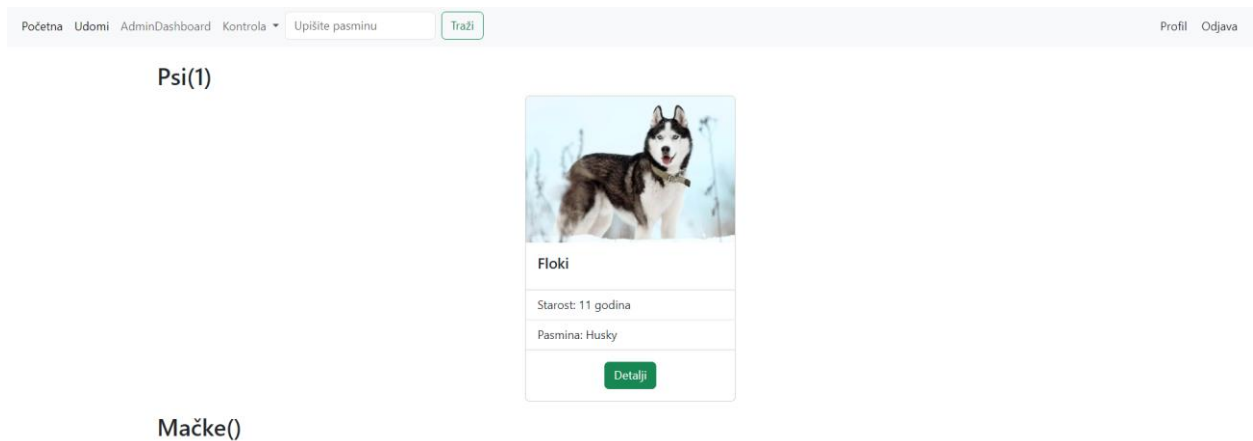 Početna Udomi AdminDashboard Kontrola Upišite pasminu Traži Profil Odjava
Psi(1)
Floki
Starost: 11 godina
Pasmina: Husky
Detalji
Mačke()